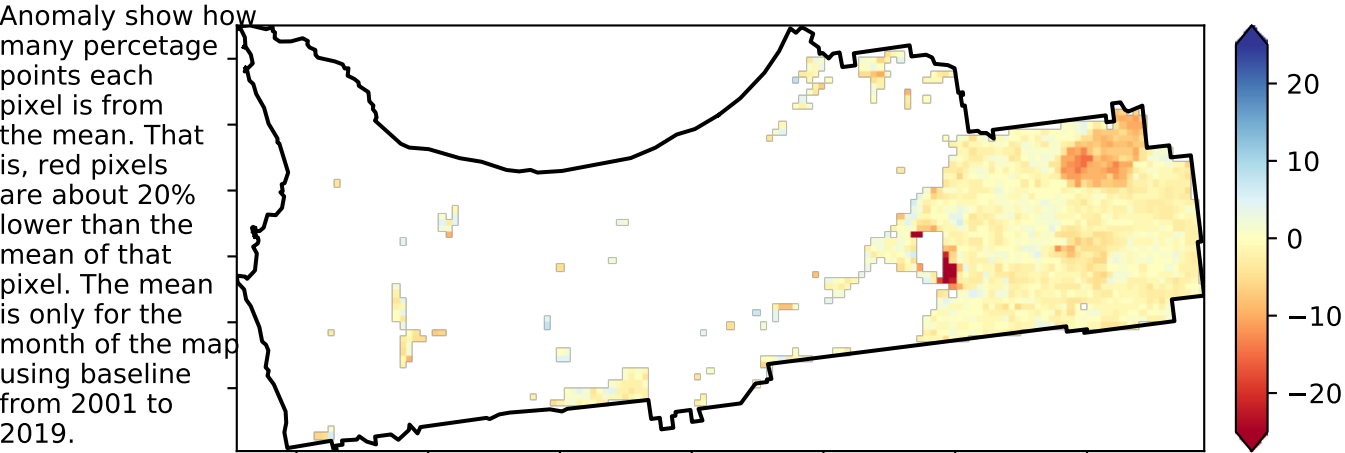 Anomaly show how
many percetage
points each
pixel is from
the mean. That
is, red pixels
are about 20%
lower than the
mean of that
pixel. The mean
is only for the
month of the map
using baseline
from 2001 to
2019.
20
10
0
−10
−20